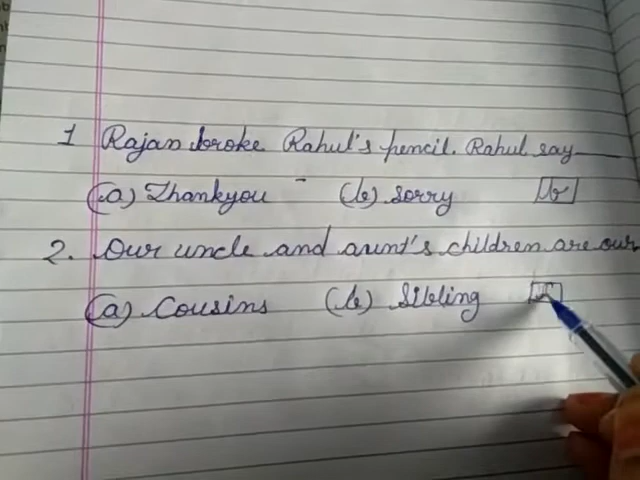 1 Rajan broke Rahul's pencil. Rahul say
(a) Thankyou (b) sorry b
2. Our uncle and aunt's children are our
(a) Cousins (b) Sibling